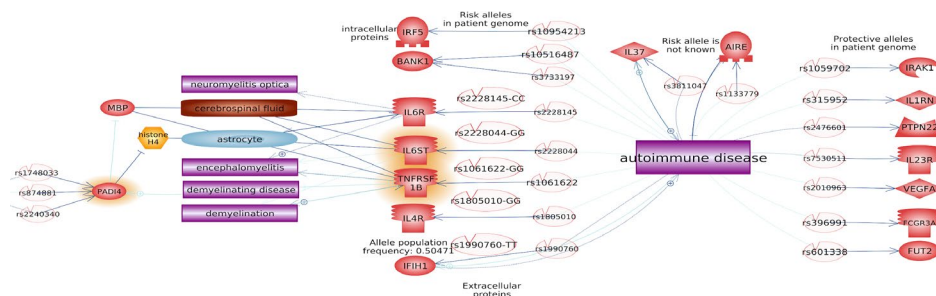 Risk alleles
in patient genome
intracellular
proteins
IRF5
rs10954213
BANK1
rs10516487
rs3733197
IL37
Risk allele is
not known
AIRE
rs3811047
rs1133779
Protective alleles
in patient genome
rs1059702
IRAK1
rs315952
IL1RN
rs2476601
PTPN22
rs7530511
IL23R
rs2010963
VEGFA
rs396991
FCGR3A
rs601338
FUT2
autoimmune disease
neuromyelitis optica
MBP
cerebrospinal fluid
histone
H4
astrocyte
encephalomyelitis
demyelinating disease
demyelination
rs1748033
rs874881
rs2240340
PADI4
IL6R
rs2228145-CC
rs2228145
IL6ST
rs2228044-GG
rs2228044
TNFRSF
1B
rs1061622-GG
rs1061622
IL4R
rs1805010-GG
rs1805010
Allele population
frequency: 0.50471
rs1990760-TT
rs1990760
IFIH1
Extracellular
proteins